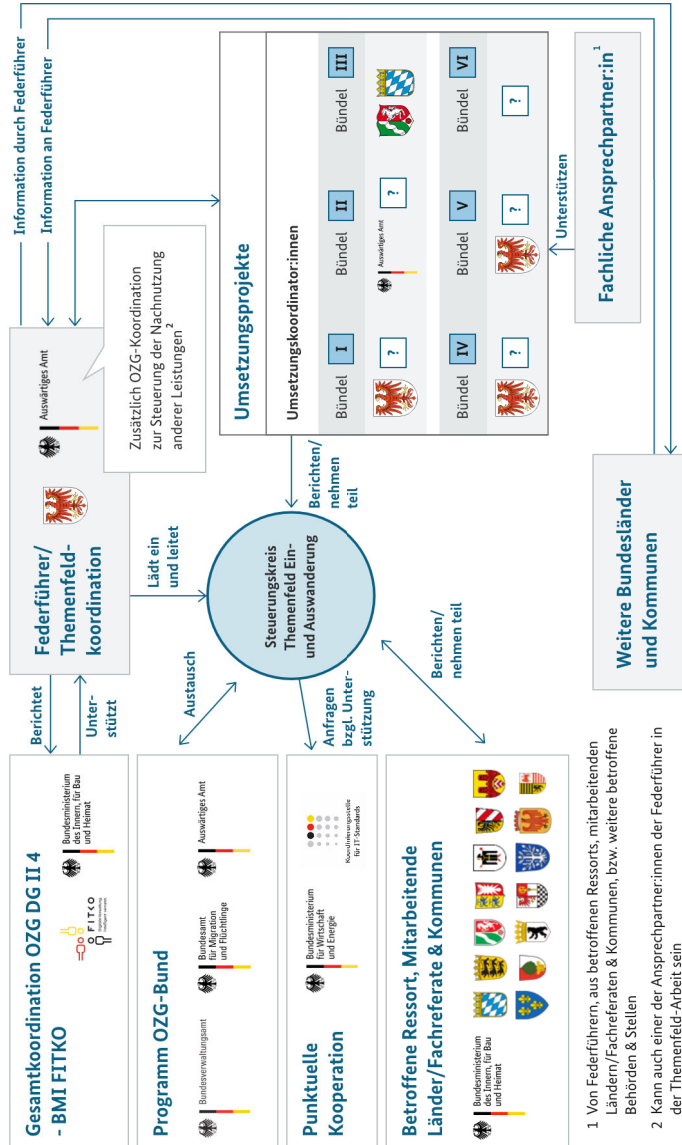 Gesamtkoordination OZG DG II 4
- BMI FITKO
FITKO
Bundesministerium
des Innern, für Bau
und Heimat
Berichtet
Unter-
stützt
Federführer/
Themenfeld-
koordination
Auswärtiges Amt
Information durch Federführer
Information an Federführer
Zusätzlich OZG-Koordination
zur Steuerung der Nachnutzung
anderer Leistungen 2
Programm OZG-Bund
Bundesverwaltungsamt
Bundesamt
für Migration
und Flüchtlinge
Auswärtiges Amt
Austausch
Lädt ein
und leitet
Steuerungskreis
Themenfeld Ein-
und Auswanderung
Berichten/
nehmen
teil
Umsetzungsprojekte
Umsetzungskoordinator:innen
Bündel I
Bündel II
Bündel III
?
Auswärtiges Amt
?
Bündel IV
Bündel V
Bündel VI
?
?
?
Unterstützen
Fachliche Ansprechpartner:in 1
Punktuelle
Kooperation
Bundesministerium
für Wirtschaft
und Energie
Koordinierungsstelle
für IT-Standards
Anfragen
bzgl. Unter-
stützung
Betroffene Ressort, Mitarbeitende
Länder/Fachreferate & Kommunen
Bundesministerium
des Innern, für Bau
und Heimat
Berichten/
nehmen teil
Weitere Bundesländer
und Kommunen
1 Von Federführern, aus betroffenen Ressorts, mitarbeitenden
Ländern/Fachreferaten & Kommunen, bzw. weitere betroffene
Behörden & Stellen
2 Kann auch einer der Ansprechpartner:innen der Federführer in
der Themenfeld-Arbeit sein